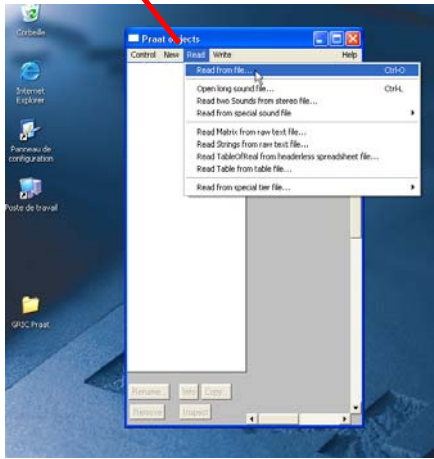 Corbeille
Internet
Explorer
Panneau de
configuration
Poste de travail
GRIC Praat
Praat objects
Control New Read Write Help
Read from file... Ctrl-O
Open long sound file... Ctrl-L
Read two Sounds from stereo file...
Read from special sound file
Read Matrix from raw text file...
Read Strings from raw text file...
Read TableOfReal from headerless spreadsheet file...
Read Table from table file...
Read from special tier file...
Rename... Info Copy...
Remove Inspect